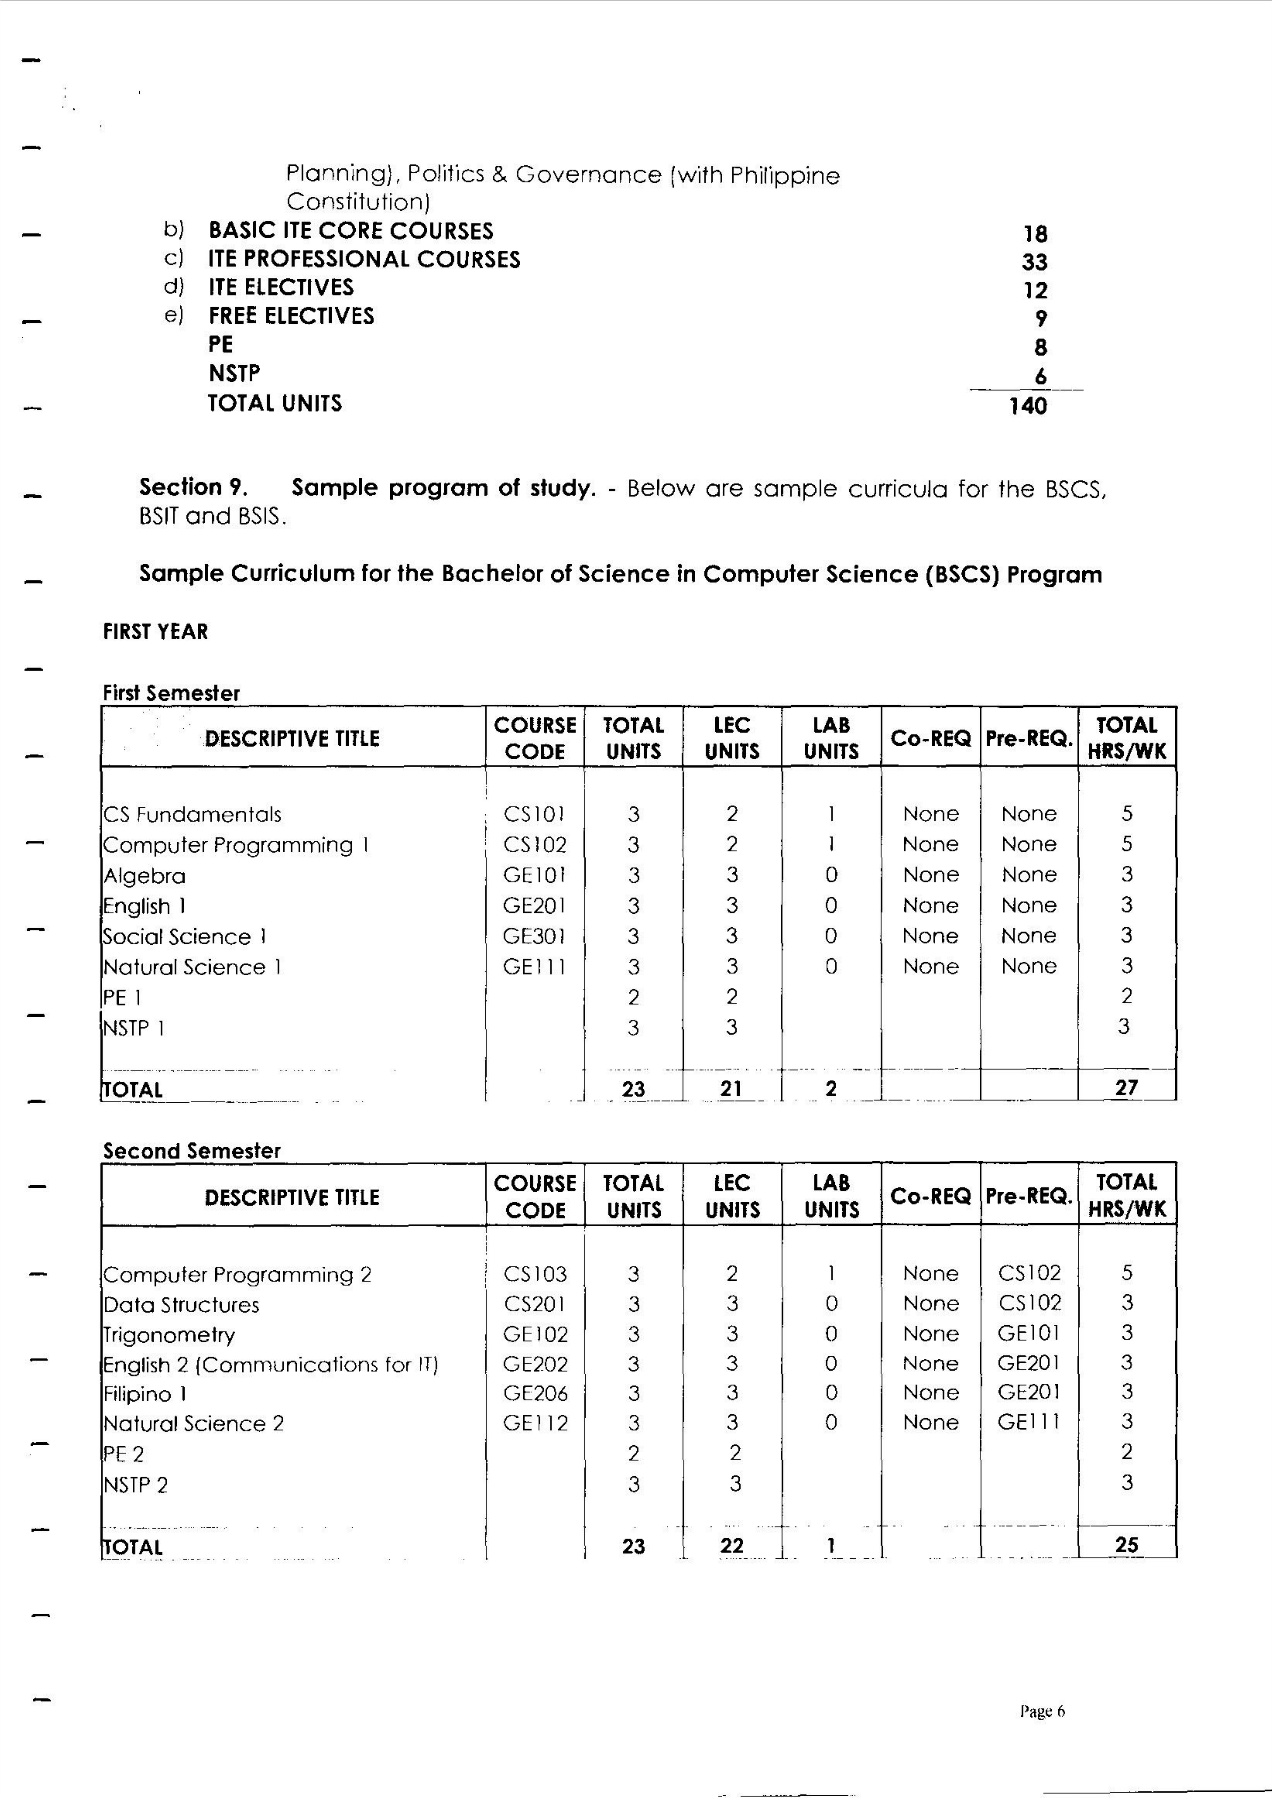 Planning), Politics & Governance (with Philippine
Constitution)
b) BASIC ITE CORE COURSES 18
c) ITE PROFESSIONAL COURSES 33
d) ITE ELECTIVES 12
e) FREE ELECTIVES 9
PE 8
NSTP 6
TOTAL UNITS 140
Section 9. Sample program of study. - Below are sample curricula for the BSCS,
BSIT and BSIS.
Sample Curriculum for the Bachelor of Science in Computer Science (BSCS) Program
FIRST YEAR
First Semester
DESCRIPTIVE TITLE COURSE CODE TOTAL UNITS LEC UNITS LAB UNITS Co-REQ Pre-REQ. TOTAL HRS/WK
CS Fundamentals CS101 3 2 1 None None 5
Computer Programming 1 CS102 3 2 1 None None 5
Algebra GE101 3 3 0 None None 3
English 1 GE201 3 3 0 None None 3
Social Science 1 GE301 3 3 0 None None 3
Natural Science 1 GE111 3 3 0 None None 3
PE 1 2 2 2
NSTP 1 3 3 3
TOTAL 23 21 2 27
Second Semester
DESCRIPTIVE TITLE COURSE CODE TOTAL UNITS LEC UNITS LAB UNITS Co-REQ Pre-REQ. TOTAL HRS/WK
Computer Programming 2 CS103 3 2 1 None CS102 5
Data Structures CS201 3 3 0 None CS102 3
Trigonometry GE102 3 3 0 None GE101 3
English 2 (Communications for IT) GE202 3 3 0 None GE201 3
Filipino 1 GE206 3 3 0 None GE201 3
Natural Science 2 GE112 3 3 0 None GE111 3
PE 2 2 2 2
NSTP 2 3 3 3
TOTAL 23 22 1 25
Page 6